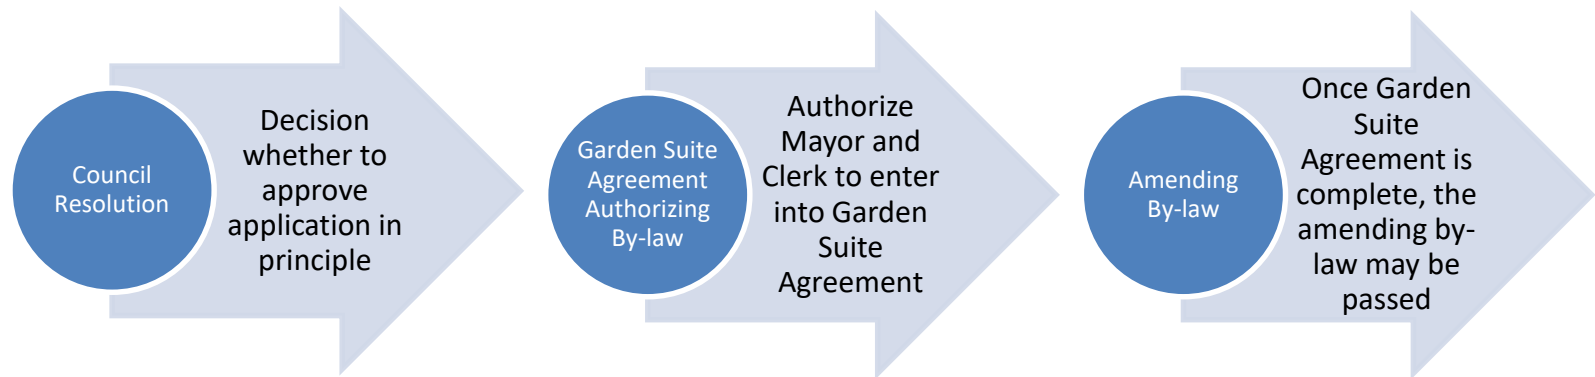 Council
Resolution
Decision
whether to
approve
application in
principle
Garden Suite
Agreement
Authorizing
By-law
Authorize
Mayor and
Clerk to enter
into Garden
Suite
Agreement
Amending
By-law
Once Garden
Suite
Agreement is
complete, the
amending by-
law may be
passed